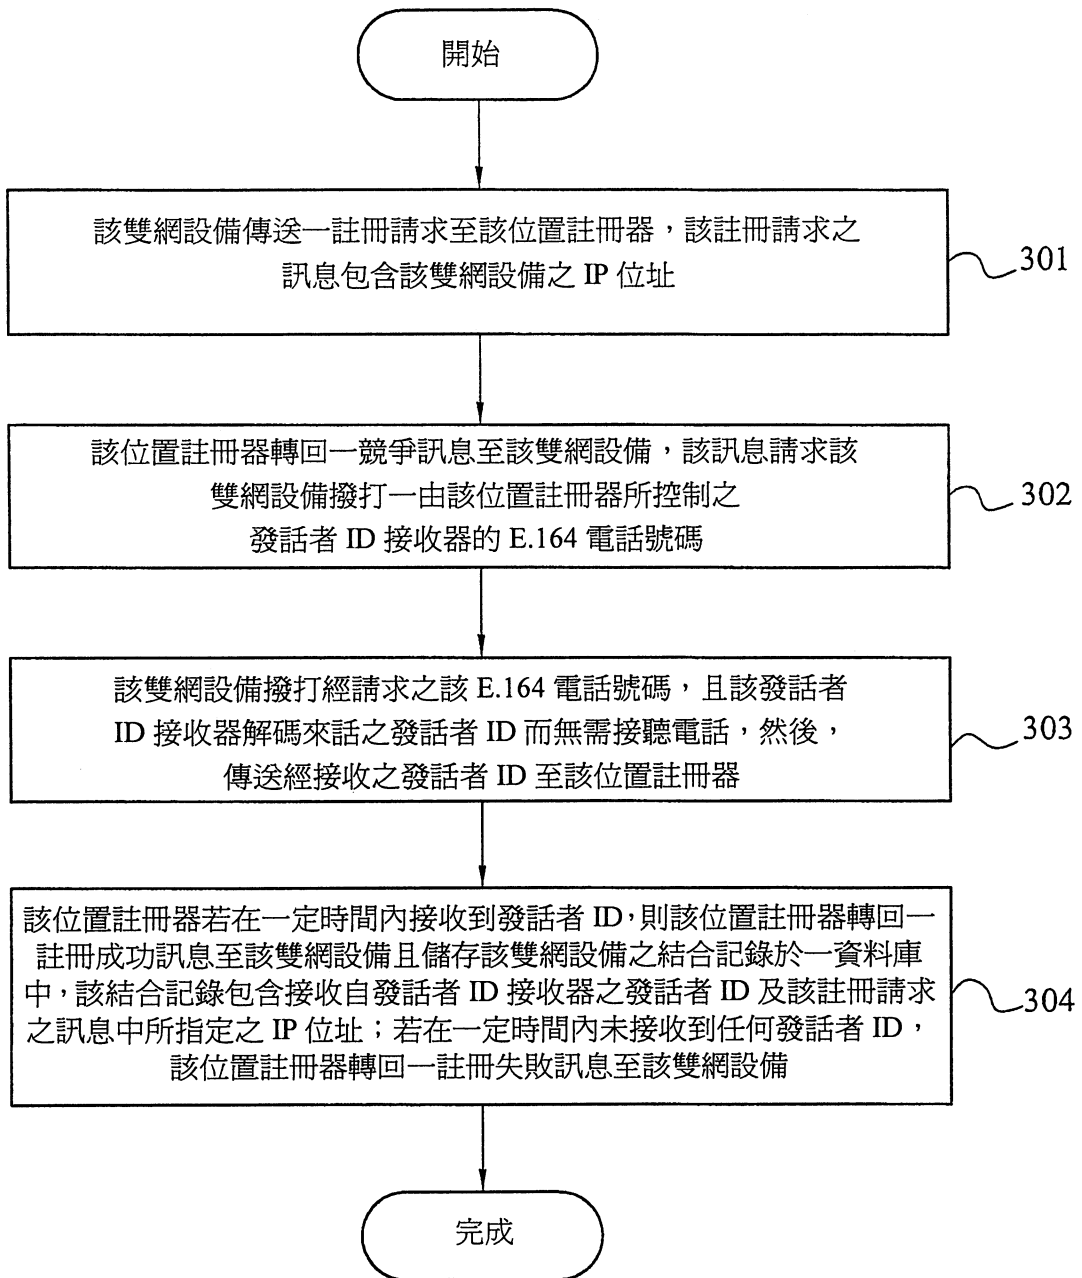 開始
該雙網設備傳送一註冊請求至該位置註冊器，該註冊請求之
訊息包含該雙網設備之 IP 位址
301
該位置註冊器轉回一競爭訊息至該雙網設備，該訊息請求該
雙網設備撥打一由該位置註冊器所控制之
發話者 ID 接收器的 E.164 電話號碼
302
該雙網設備撥打經請求之該 E.164 電話號碼，且該發話者
ID 接收器解碼來話之發話者 ID 而無需接聽電話，然後，
傳送經接收之發話者 ID 至該位置註冊器
303
該位置註冊器若在一定時間內接收到發話者 ID，則該位置註冊器轉回一
註冊成功訊息至該雙網設備且儲存該雙網設備之結合記錄於一資料庫
中，該結合記錄包含接收自發話者 ID 接收器之發話者 ID 及該註冊請求
之訊息中所指定之 IP 位址；若在一定時間內未接收到任何發話者 ID，
該位置註冊器轉回一註冊失敗訊息至該雙網設備
304
完成